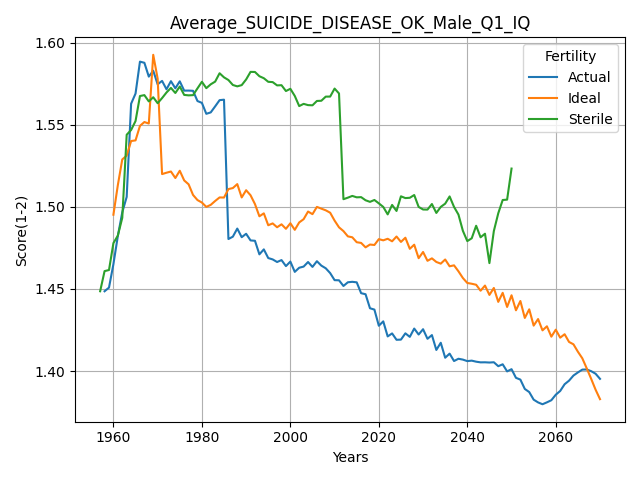 Average_SUICIDE_DISEASE_OK_Male_Q1_IQ
Fertility
Actual
Ideal
Sterile
Score(1-2)
1.60
1.55
1.50
1.45
1.40
1960
1980
2000
2020
2040
2060
Years